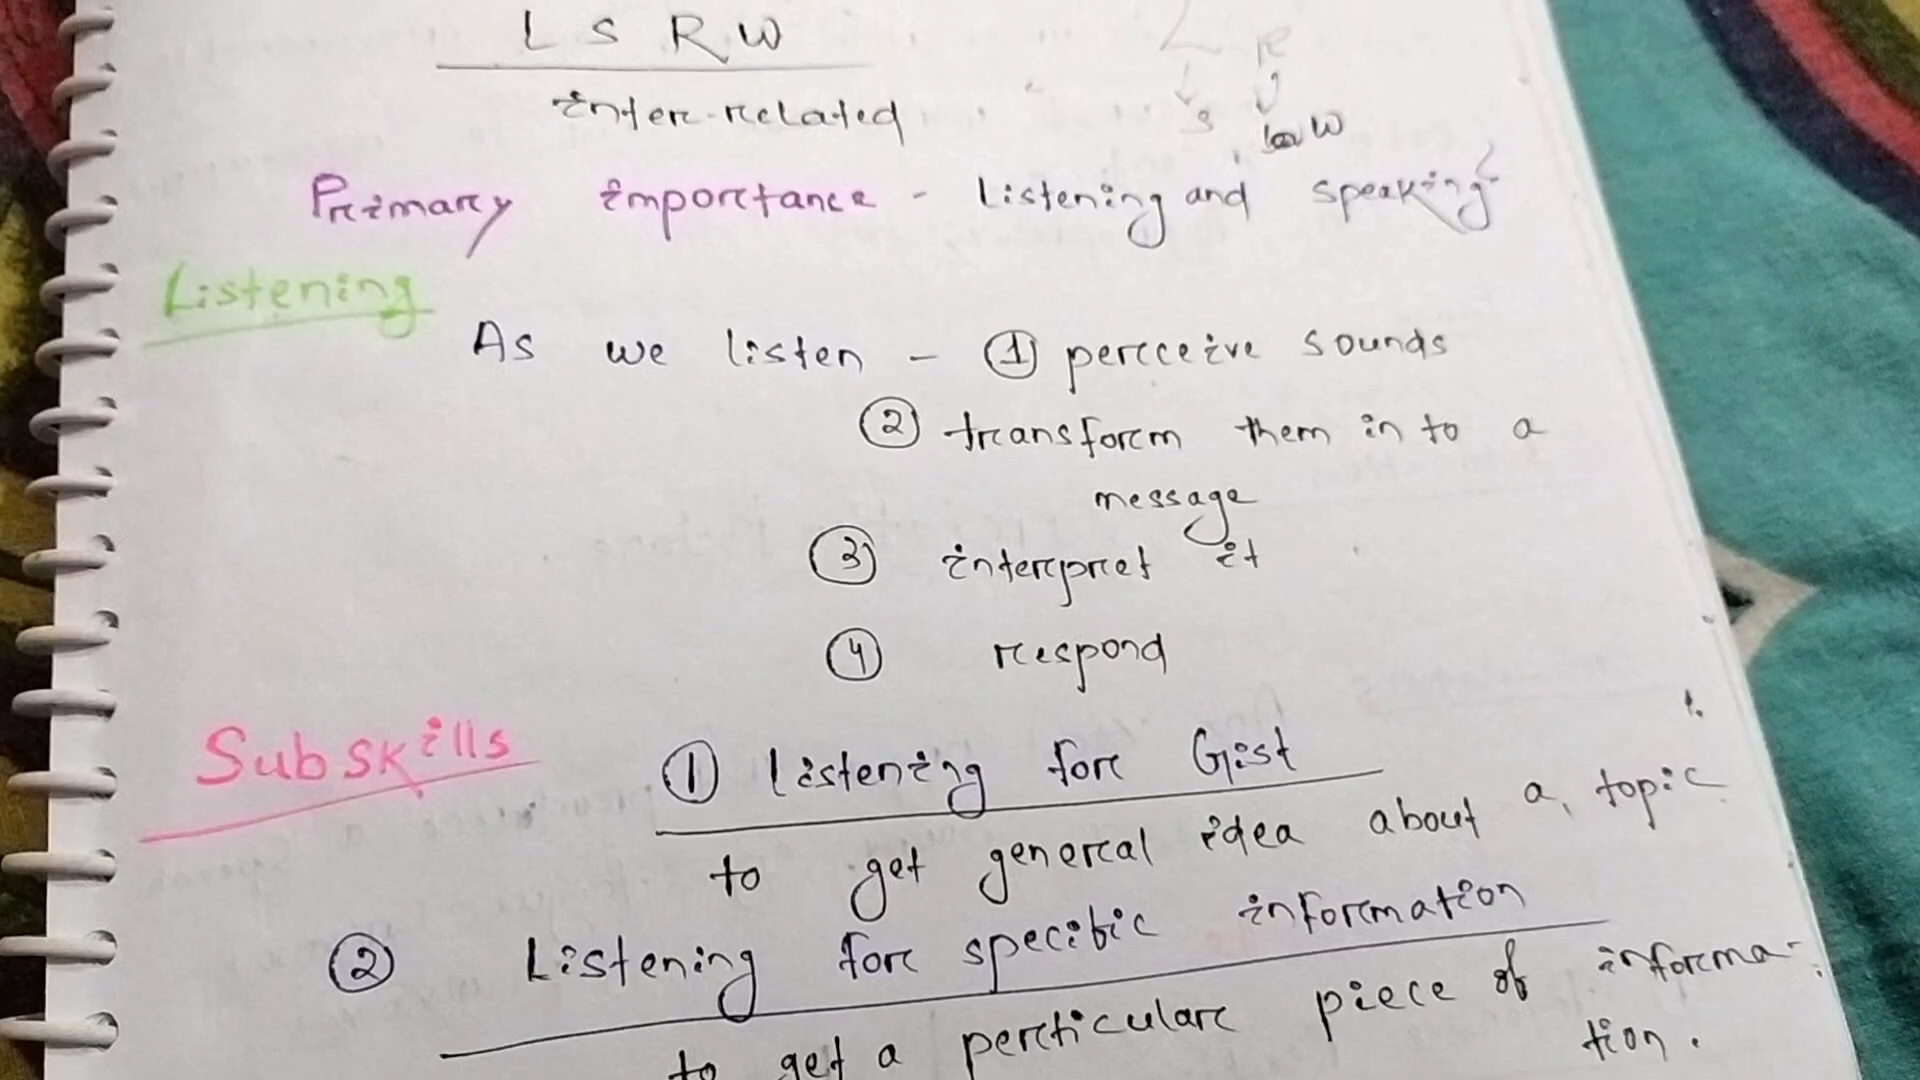 L S R W
inter-related
L R
s W
Primary importance - Listening and speaking
Listening
As we listen - ① perceive sounds
② transform them in to a
message
③ interpret it
④ respond
Subskills
① Listening for Gist
to get general idea about a topic
② Listening for specific information
to get a perticular piece of informa-
tion.